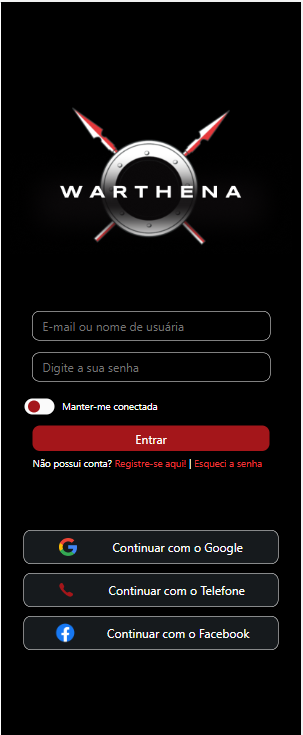 WARTHENA
E-mail ou nome de usuária
Digite a sua senha
Manter-me conectada
Entrar
Não possui conta? Registre-se aqui! | Esqueci a senha
Continuar com o Google
Continuar com o Telefone
Continuar com o Facebook